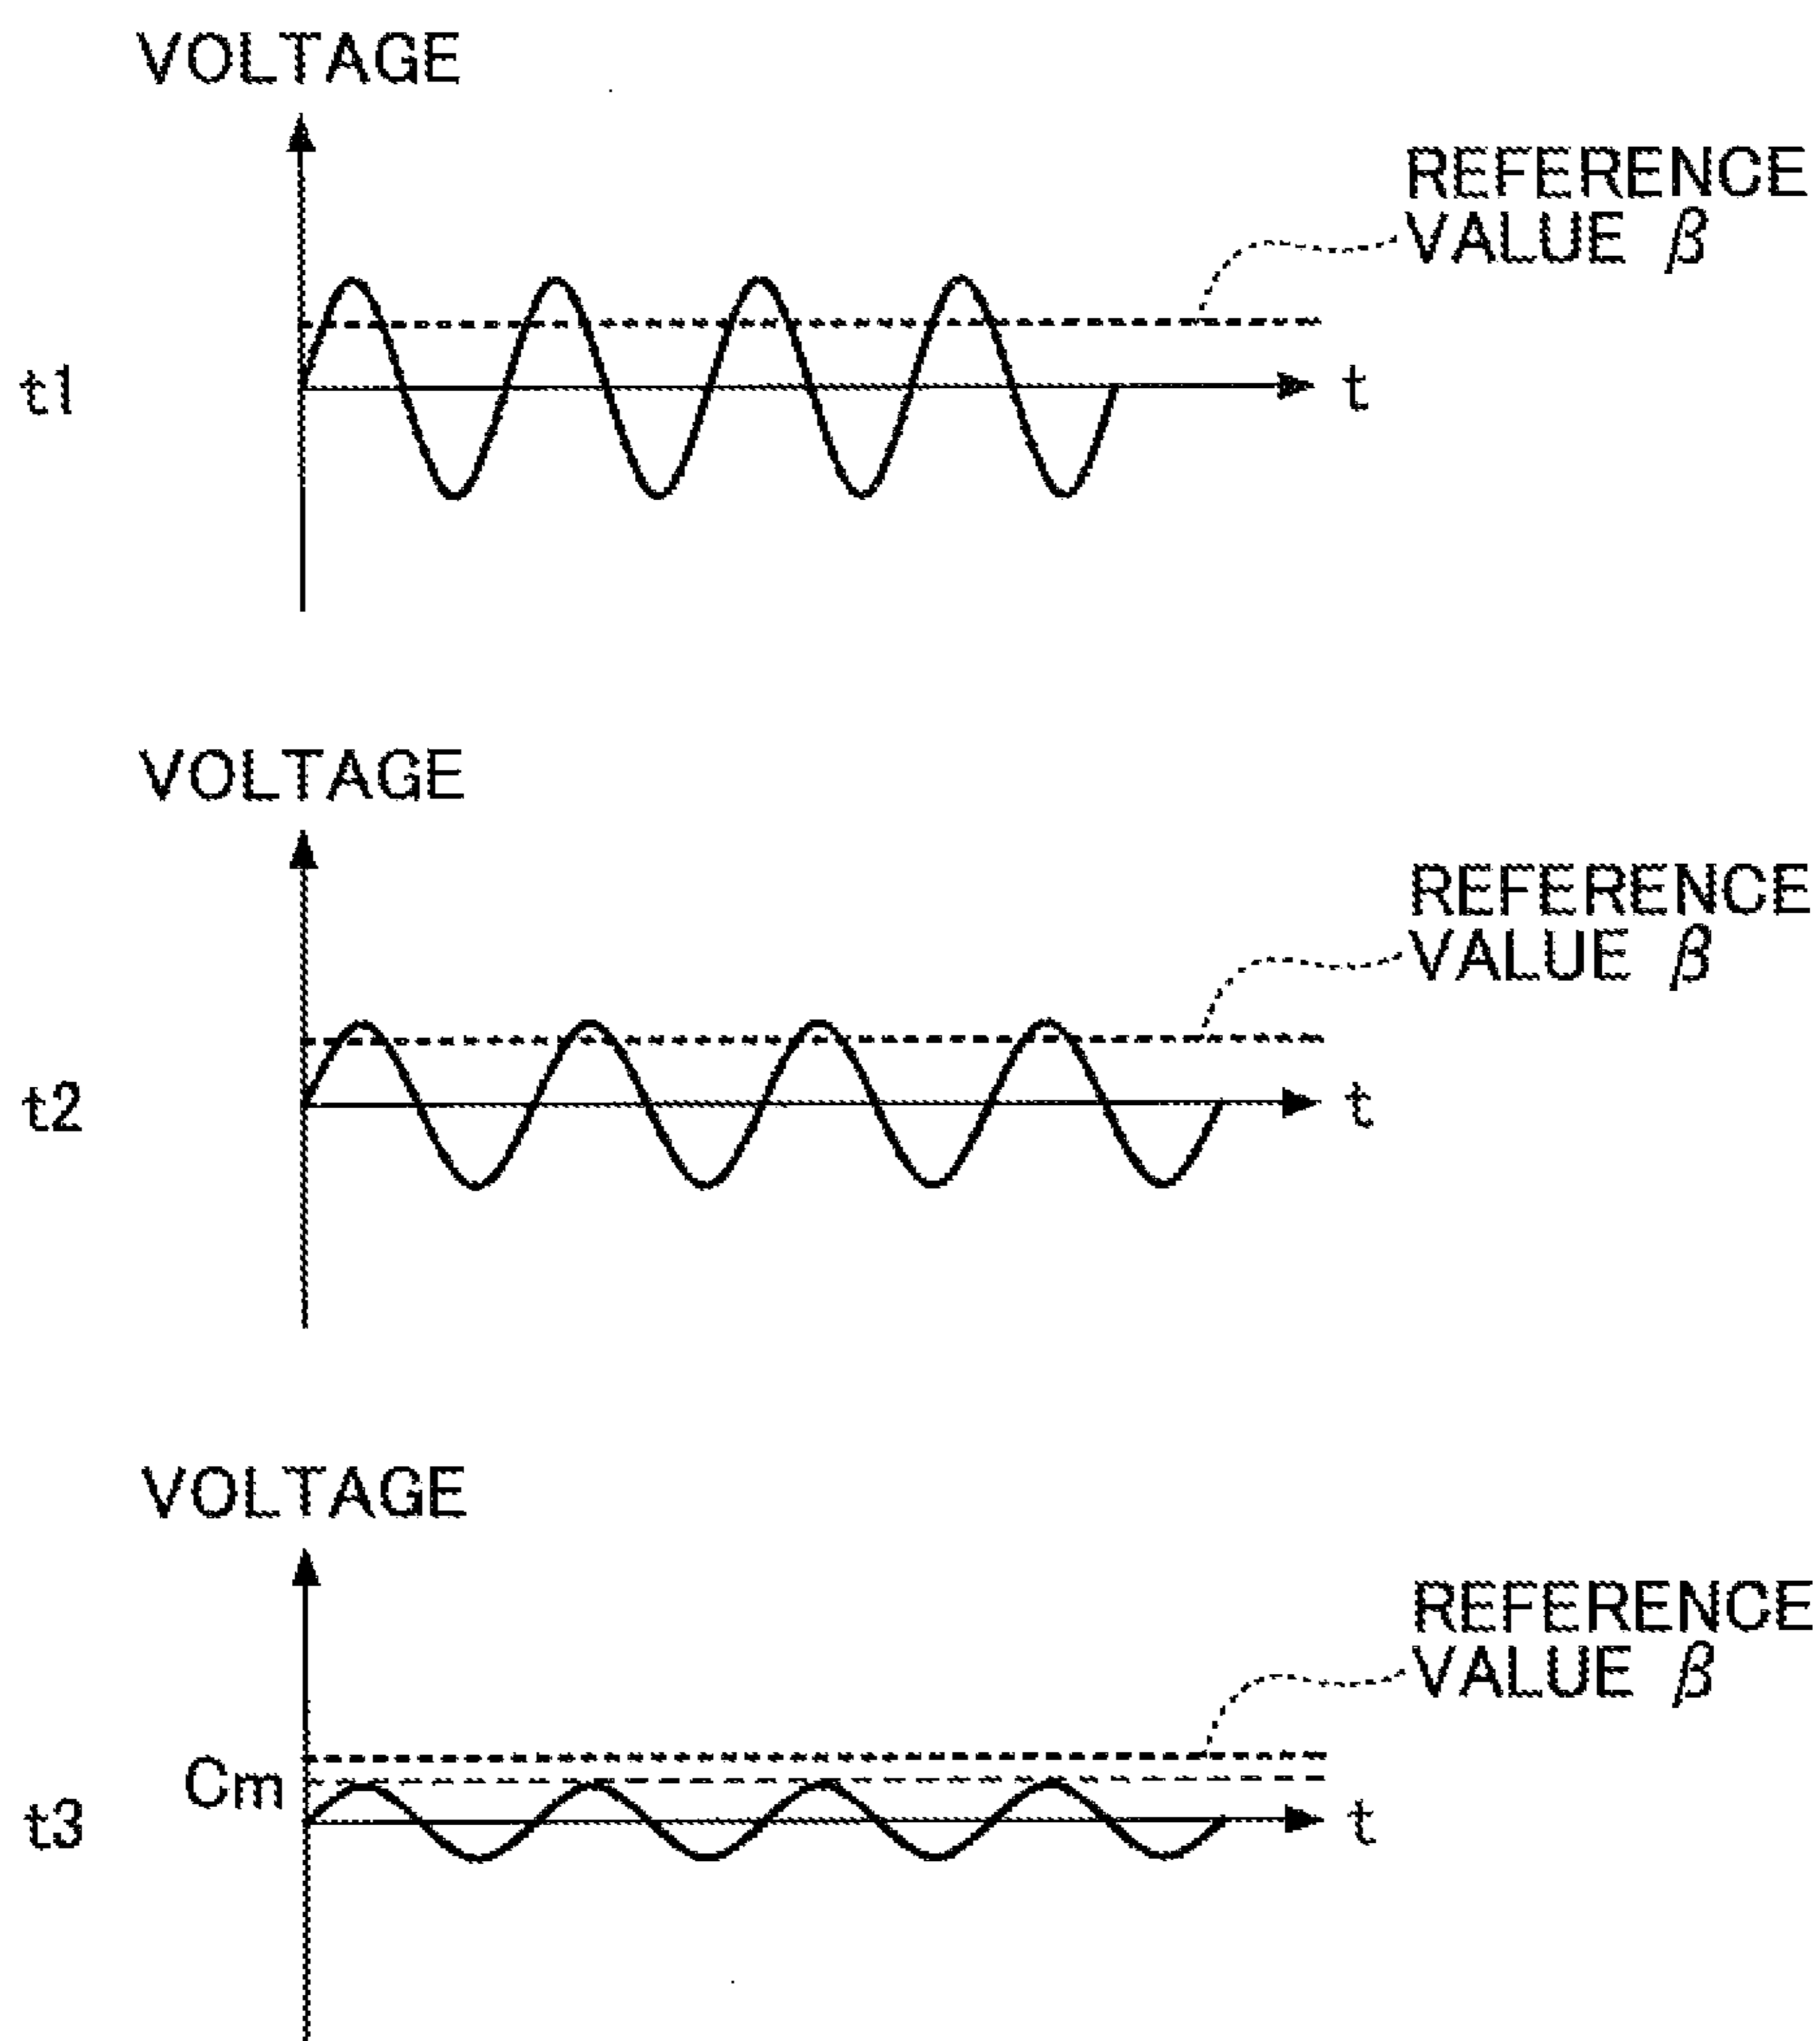 VOLTAGE
REFERENCE
VALUE β
t1
t
VOLTAGE
REFERENCE
VALUE β
t2
t
VOLTAGE
REFERENCE
VALUE β
Cm
t3
t